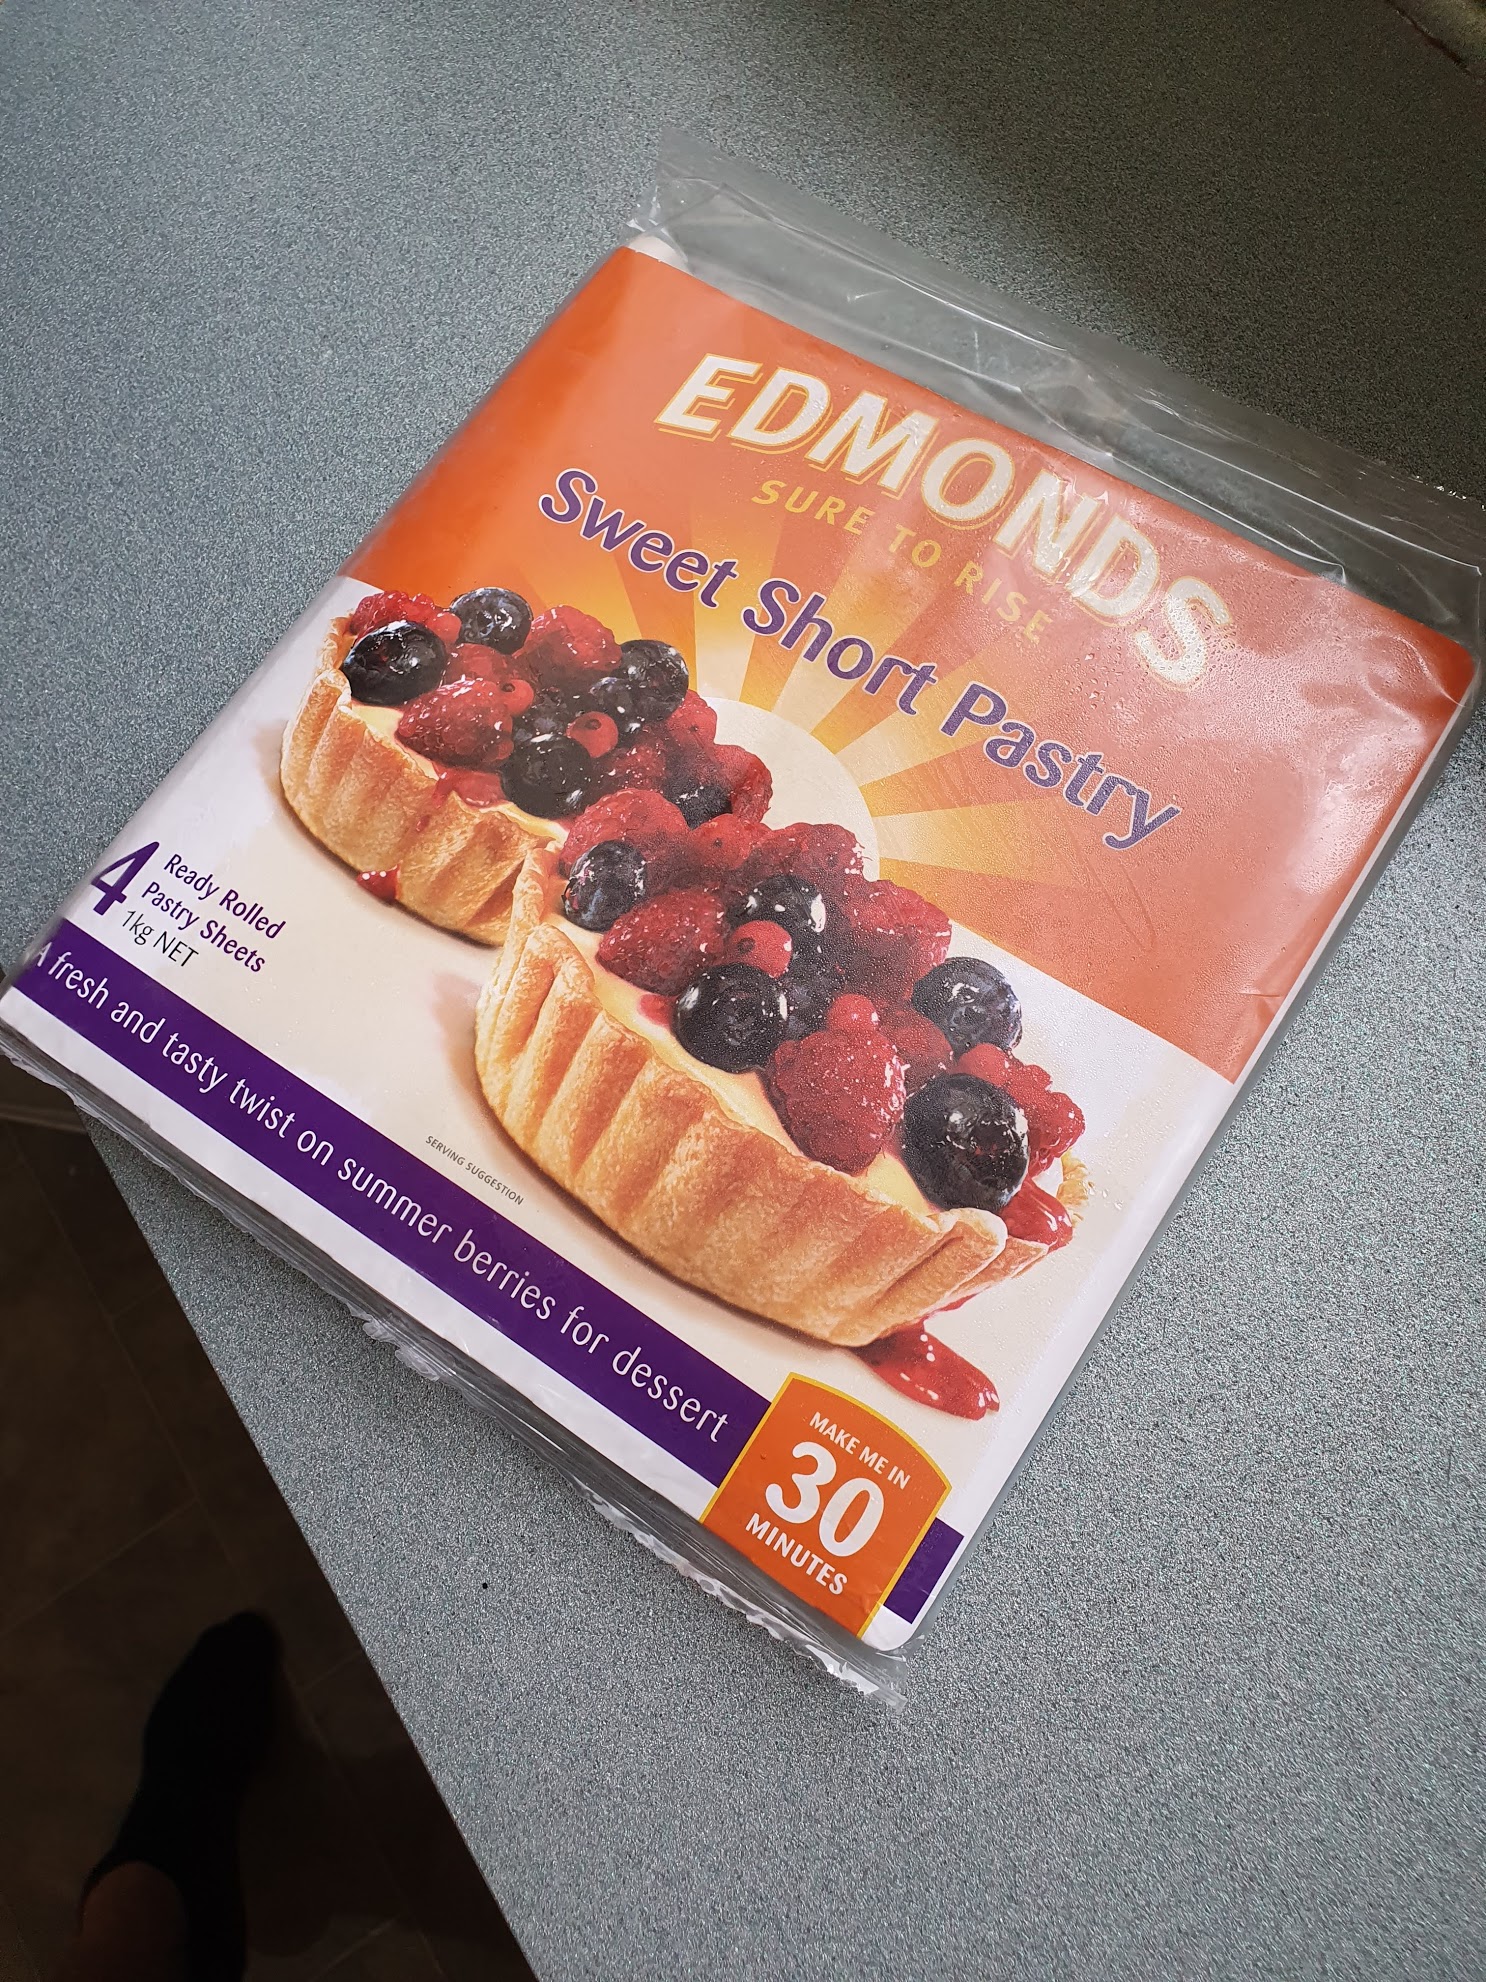 EDMONDS
SURE TO RISE
Sweet Short Pastry
4
Ready Rolled
Pastry Sheets
1kg NET
A fresh and tasty twist on summer berries for dessert
SERVING SUGGESTION
MAKE ME IN
30
MINUTES